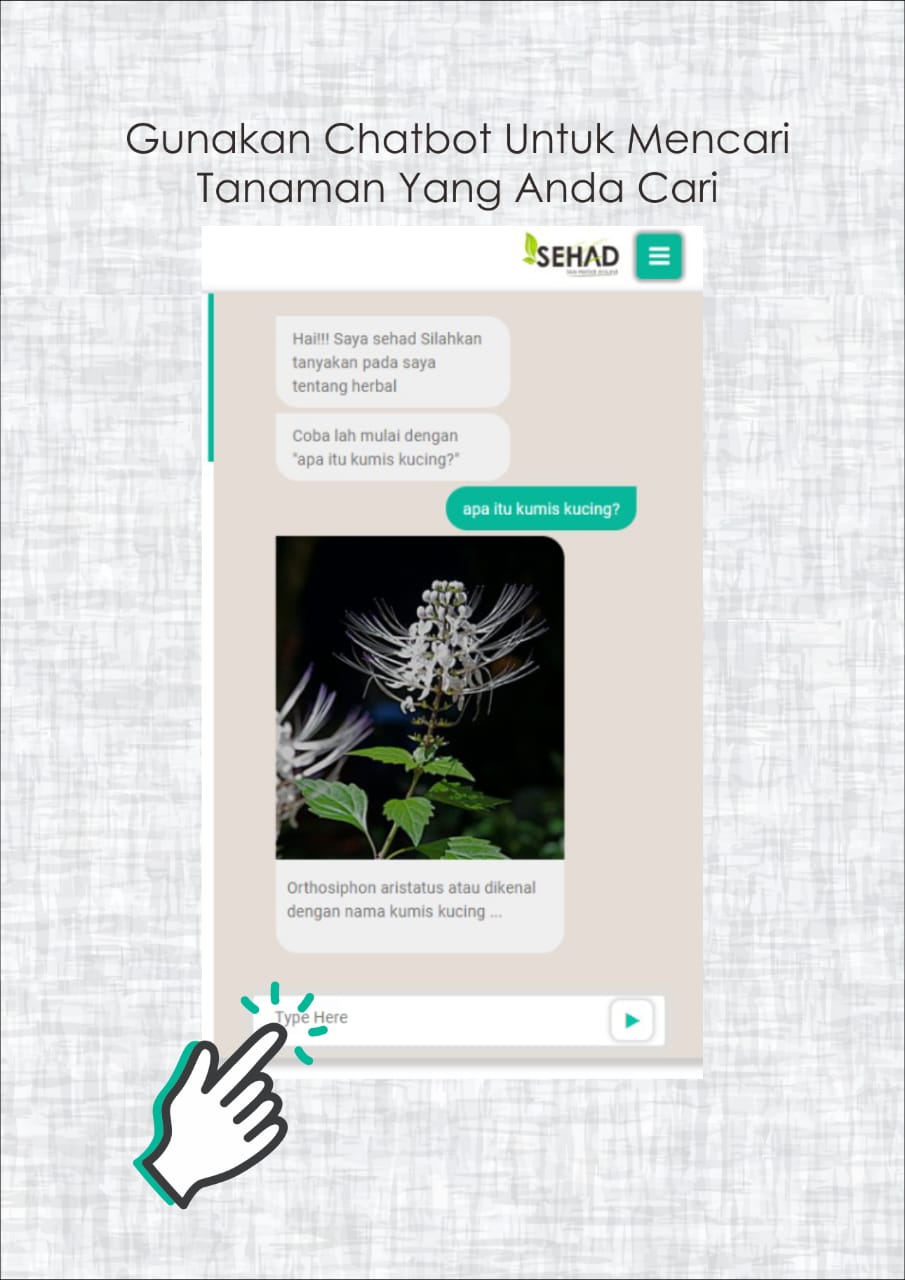 Gunakan Chatbot Untuk Mencari
Tanaman Yang Anda Cari
SEHAD
Hai!!! Saya sehad Silahkan
tanyakan pada saya
tentang herbal
Coba lah mulai dengan
"apa itu kumis kucing?"
apa itu kumis kucing?
Orthosiphon aristatus atau dikenal
dengan nama kumis kucing ...
Type Here